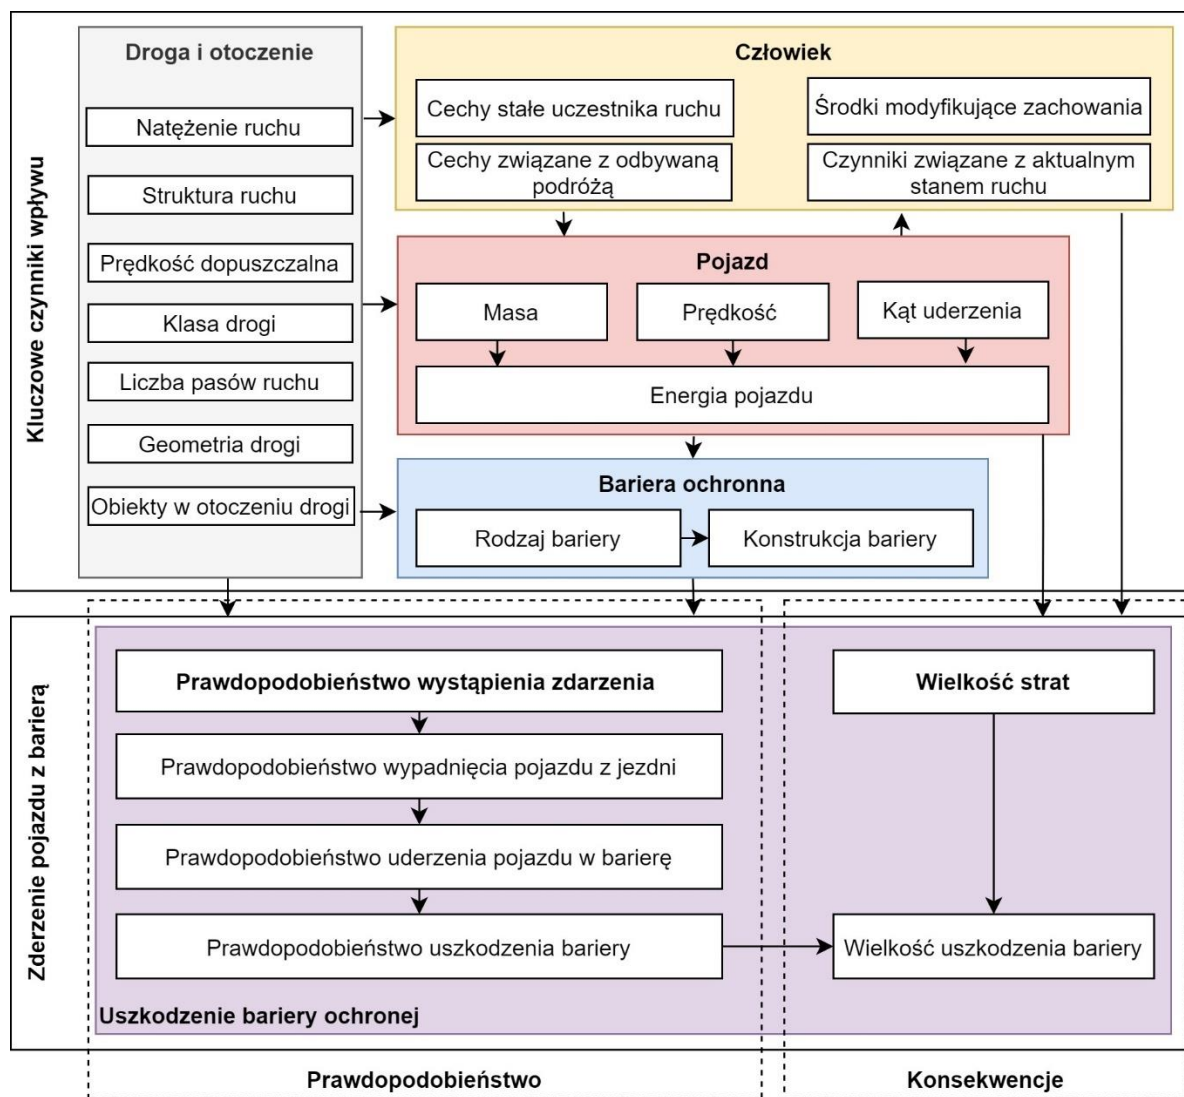 Kluczowe czynniki wpływu
Droga i otoczenie
Natężenie ruchu
Struktura ruchu
Prędkość dopuszczalna
Klasa drogi
Liczba pasów ruchu
Geometria drogi
Obiekty w otoczeniu drogi
Człowiek
Cechy stałe uczestnika ruchu
Środki modyfikujące zachowania
Cechy związane z odbywaną
podróżą
Czynniki związane z aktualnym
stanem ruchu
Pojazd
Masa
Prędkość
Kąt uderzenia
Energia pojazdu
Bariera ochronna
Rodzaj bariery
Konstrukcja bariery
Zderzenie pojazdu z barierą
Prawdopodobieństwo wystąpienia zdarzenia
Prawdopodobieństwo wypadnięcia pojazdu z jezdni
Prawdopodobieństwo uderzenia pojazdu w barierę
Prawdopodobieństwo uszkodzenia bariery
Wielkość strat
Wielkość uszkodzenia bariery
Uszkodzenie bariery ochronej
Prawdopodobieństwo
Konsekwencje